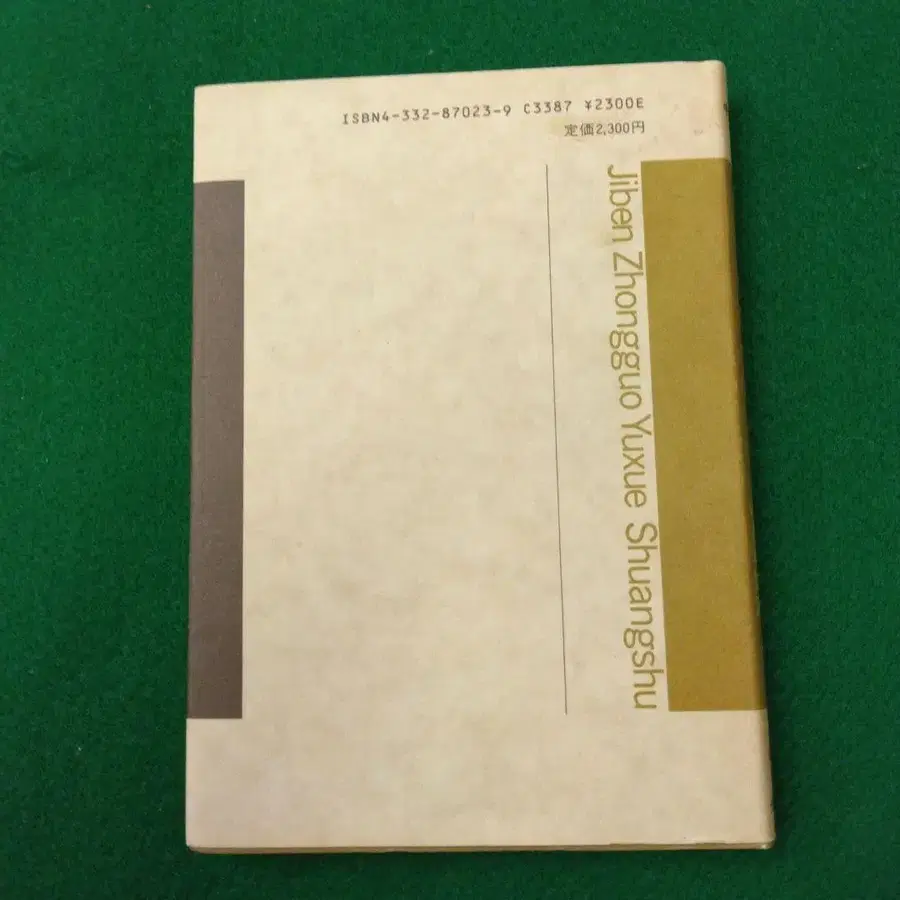 ISBN4-332-87023-9 C3387 ¥2300E
定価2,300円
Jiben Zhongguo Yuxue Shuangshu